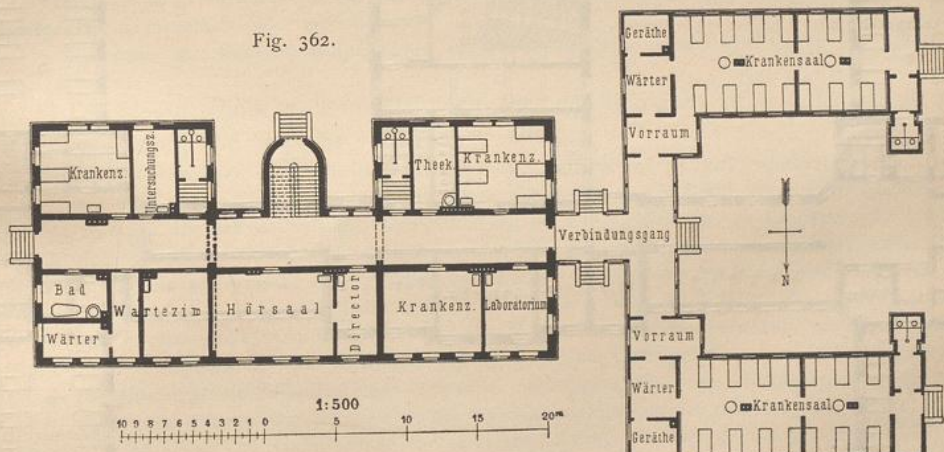 Fig. 362.
Geräthe
Krankensaal
Wärter
Vorraum
Krankenz.
Untersuchungsz.
Theek.
Krankenz.
Verbindungsgang
N
Bad
Wartezim
Hörsaal
Director
Krankenz.
Laboratorium
Wärter
Vorraum
Wärter
Krankensaal
Geräthe
1:500
10 9 8 7 6 5 4 3 2 1 0 5 10 15 20m